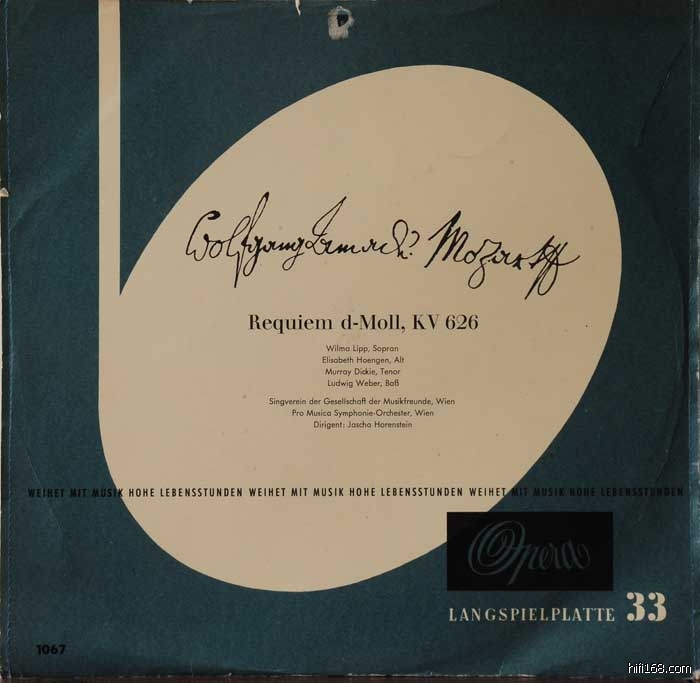 Wolfgang Amadè Mozart
Requiem d-Moll, KV 626
Wilma Lipp, Sopran
Elisabeth Hoengen, Alt
Murray Dickie, Tenor
Ludwig Weber, Baß
Singverein der Gesellschaft der Musikfreunde, Wien
Pro Musica Symphonie-Orchester, Wien
Dirigent: Jascha Horenstein
WEIHET MIT MUSIK HOHE LEBENSSTUNDEN WEIHET MIT MUSIK HOHE LEBENSSTUNDEN WEIHET MIT MUSIK HOHE LEBENSSTUNDEN
Opera
LANGSPIELPLATTE 33
1067
hifi168.com